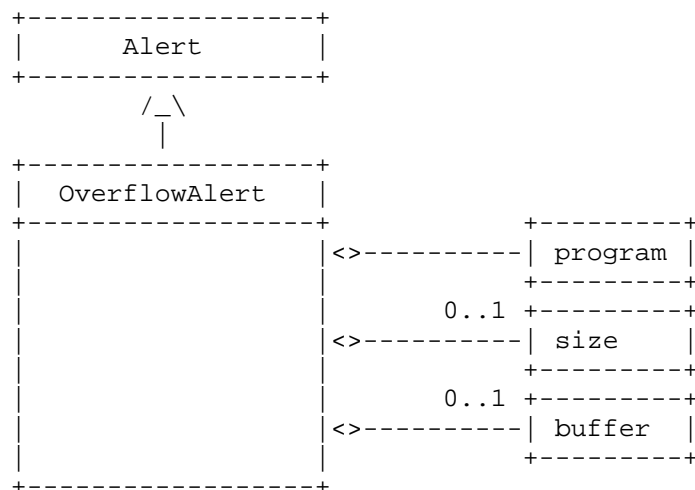 +------------------+
|      Alert       |
+------------------+
        /_\
         |
+------------------+
|  OverflowAlert   |
+------------------+            +---------+
|                  |<>----------| program |
|                  |            +---------+
|                  |       0..1 +---------+
|                  |<>----------| size    |
|                  |            +---------+
|                  |       0..1 +---------+
|                  |<>----------| buffer  |
|                  |            +---------+
+------------------+